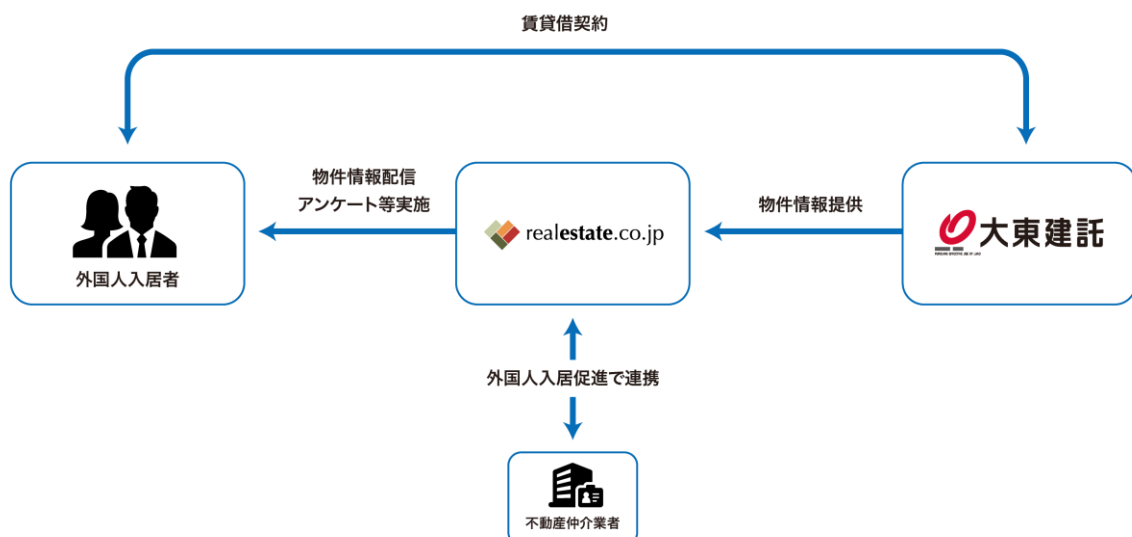 賃貸借契約
物件情報配信
アンケート等実施
物件情報提供
外国人入居者
realestate.co.jp
大東建託
外国人入居促進で連携
不動産仲介業者